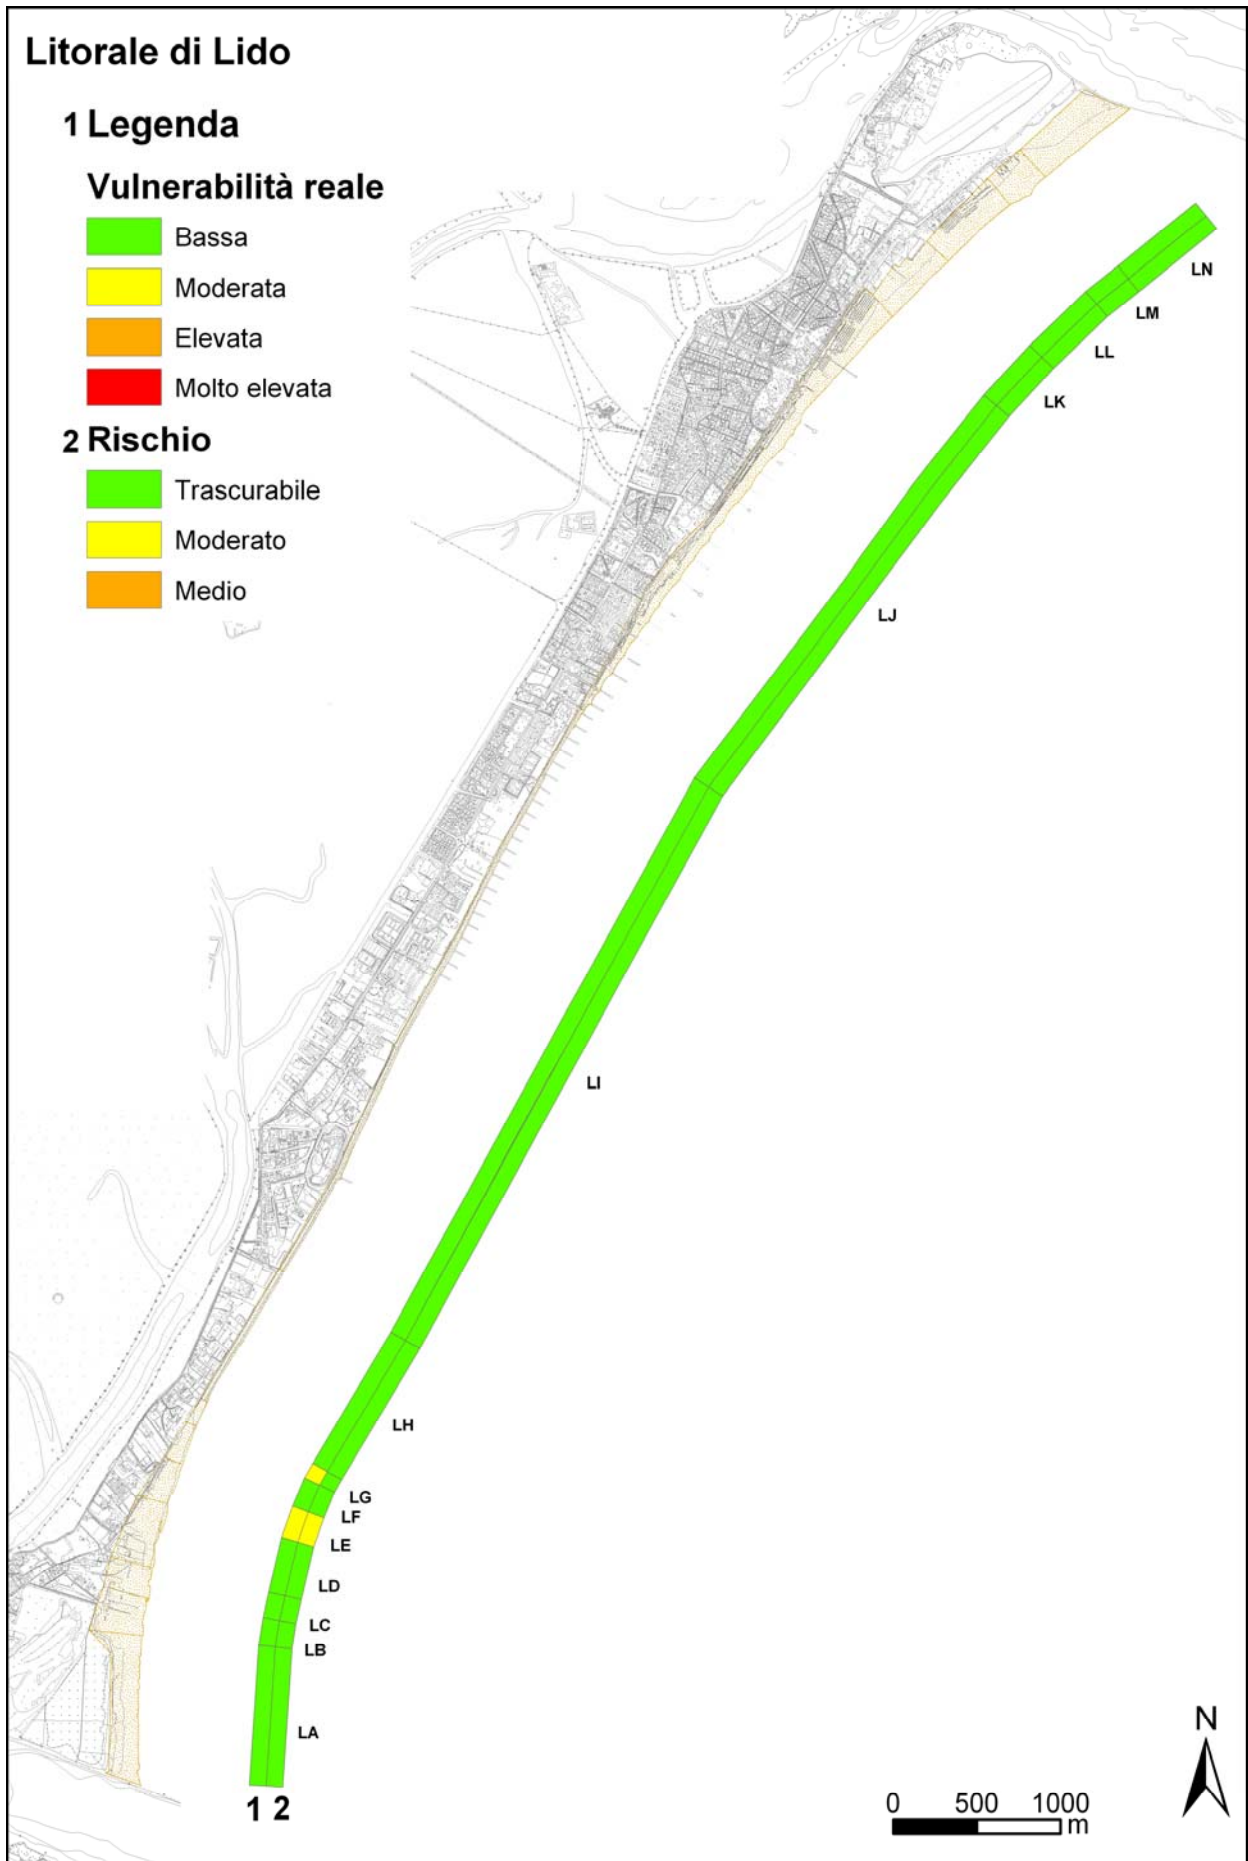 Litorale di Lido
1 Legenda
Vulnerabilità reale
Bassa
Moderata
Elevata
Molto elevata
2 Rischio
Trascurabile
Moderato
Medio
LN
LM
LL
LK
LJ
LI
LH
LG
LF
LE
LD
LC
LB
LA
1 2
N
0 500 1000
m